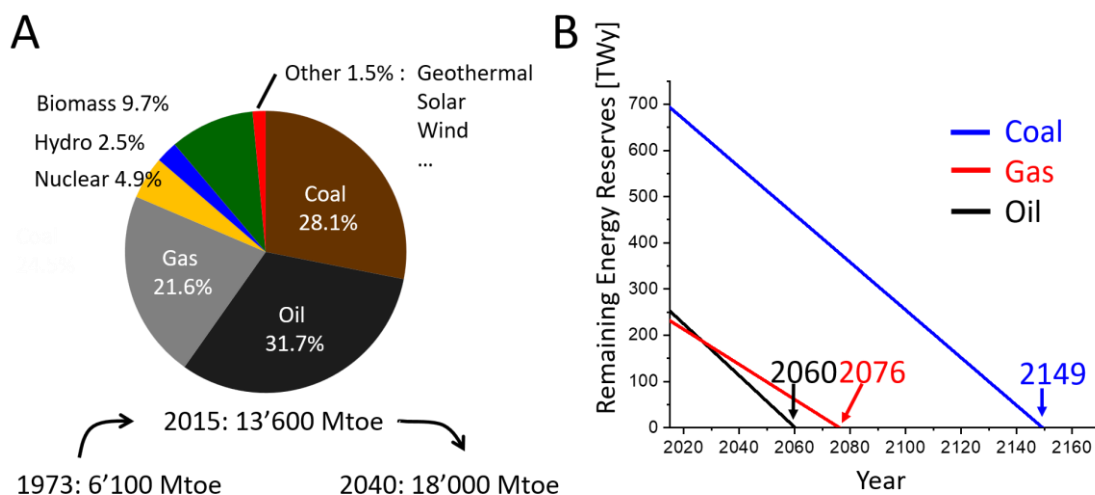 A
Other 1.5% : Geothermal
Solar
Wind
...
Biomass 9.7%
Hydro 2.5%
Nuclear 4.9%
Coal
28.1%
Gas
21.6%
Oil
31.7%
2015: 13'600 Mtoe
1973: 6'100 Mtoe
2040: 18'000 Mtoe
B
Remaining Energy Reserves [TWy]
700
600
500
400
300
200
100
0
Coal
Gas
Oil
2060
2076
2149
2020 2040 2060 2080 2100 2120 2140 2160
Year